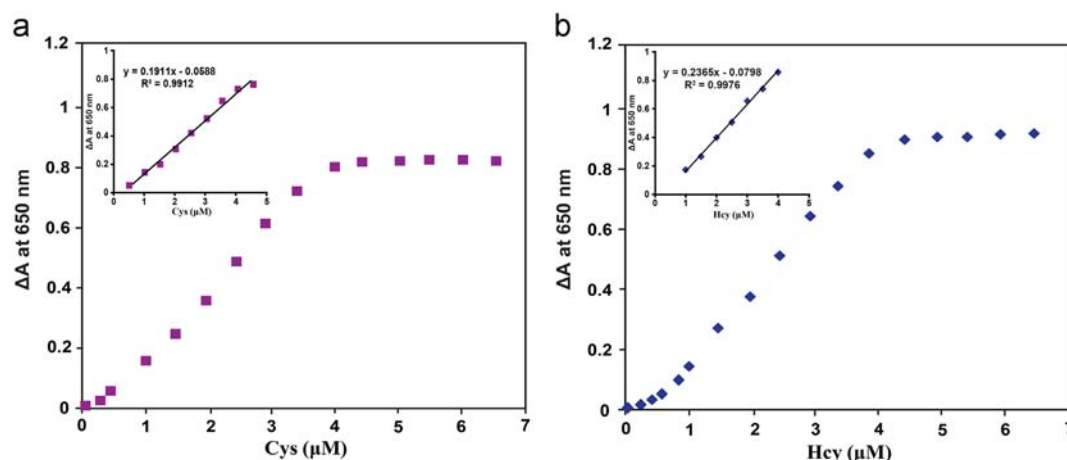 a
1.2
1
0.8
0.6
0.4
0.2
0
ΔA at 650 nm
0 1 2 3 4 5 6 7
Cys (μM)
y = 0.1911x - 0.0588
R² = 0.9912
1
0.8
0.6
0.4
0.2
0
ΔA at 650 nm
0 1 2 3 4 5
Cys (μM)
b
1.2
1
0.8
0.6
0.4
0.2
0
ΔA at 650 nm
0 1 2 3 4 5 6 7
Hcy (μM)
y = 0.2365x - 0.0798
R² = 0.9976
1
0.8
0.6
0.4
0.2
0
ΔA at 650 nm
0 1 2 3 4 5
Hcy (μM)